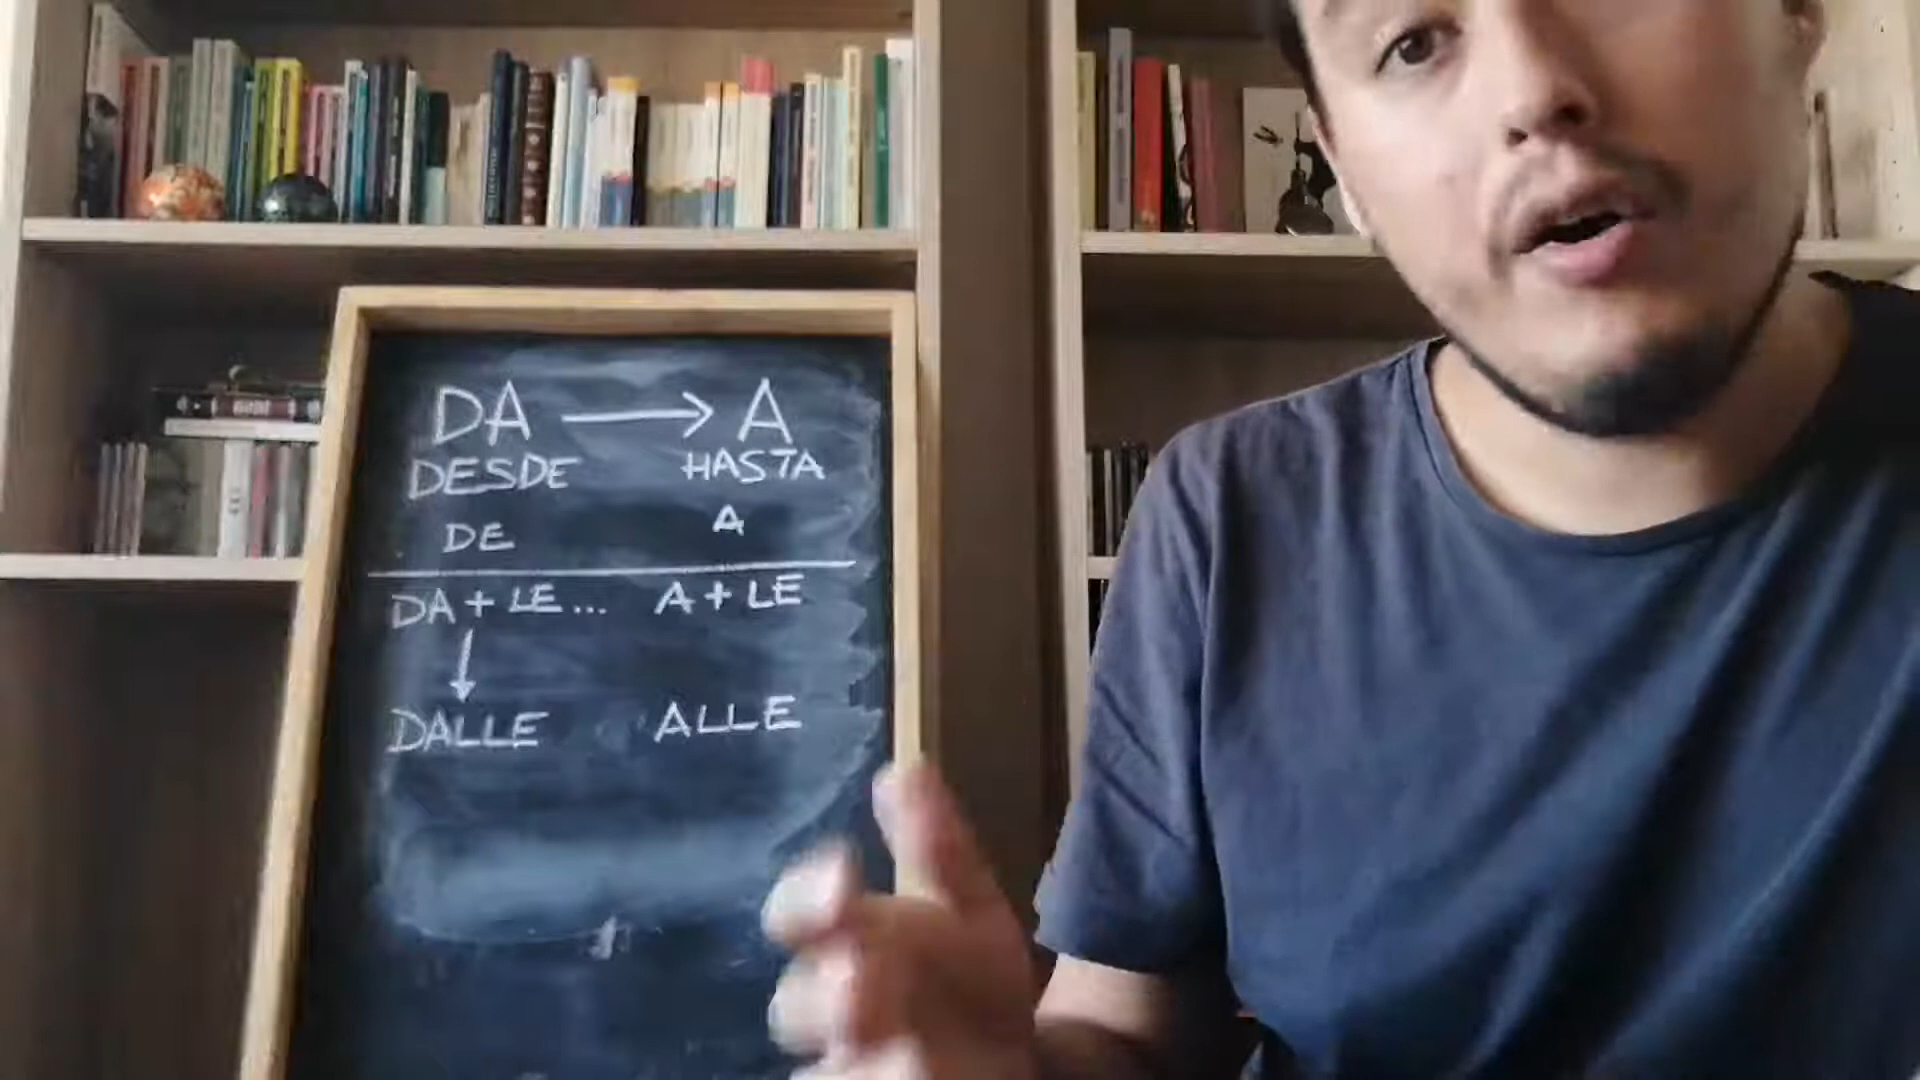 DA → A
DESDE HASTA
DE A
DA + LE... A + LE
↓
DALLE ALLE